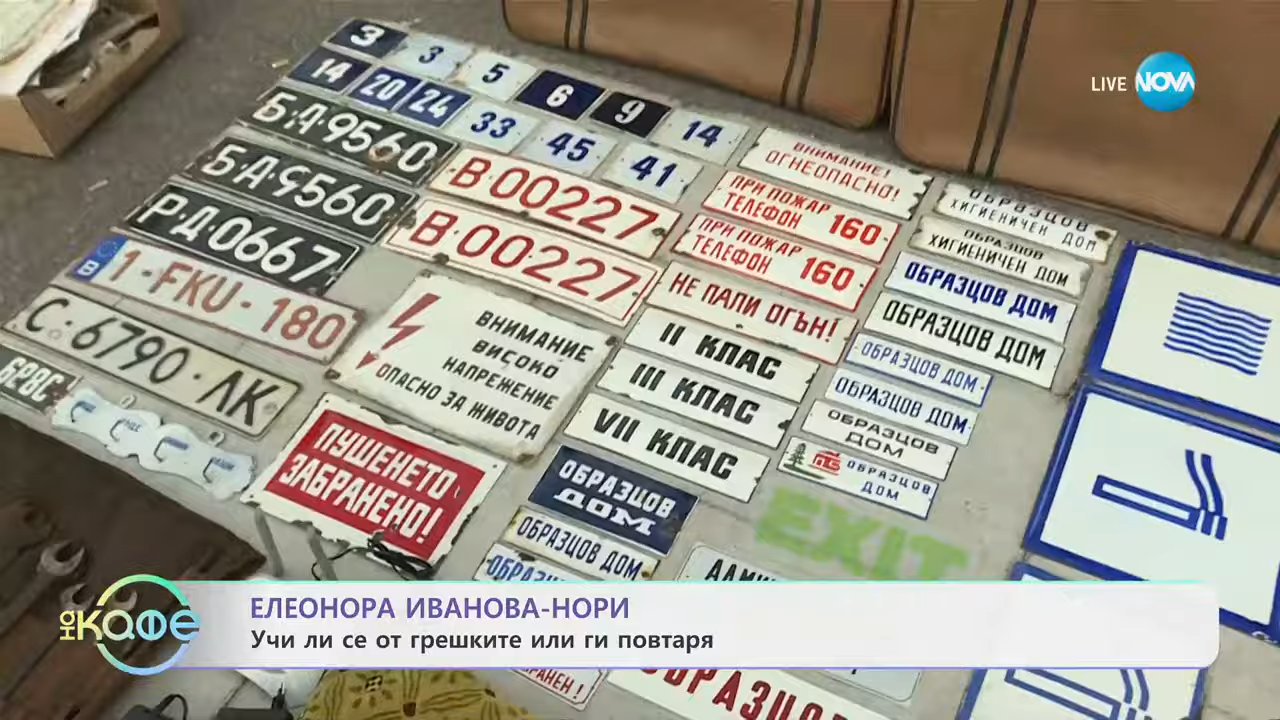 LIVE NOVA
3
3
5
6
9
14
14
20
24
33
45
41
Б·Д·9560
Б·Д·9560
Р·Д·0667
B
1-FKU-180
С·6790·ЛК
В·00227
В·00227
ВНИМАНИЕ
ВИСОКО
НАПРЕЖЕНИЕ
ОПАСНО ЗА ЖИВОТА
ПУШЕНЕТО
ЗАБРАНЕНО!
ВНИМАНИЕ!
ОГНЕОПАСНО!
ПРИ ПОЖАР
ТЕЛЕФОН 160
ПРИ ПОЖАР
ТЕЛЕФОН 160
НЕ ПАЛИ ОГЪН!
II КЛАС
III КЛАС
VII КЛАС
ОБРАЗЦОВ
ДОМ
ОБРАЗЦОВ ДОМ
ОБРАЗЦОВ
ХИГИЕНИЧЕН ДОМ
ОБРАЗЦОВ
ХИГИЕНИЧЕН ДОМ
ОБРАЗЦОВ ДОМ
ОБРАЗЦОВ ДОМ
ОБРАЗЦОВ ДОМ
ОБРАЗЦОВ ДОМ
ОБРАЗЦОВ
ДОМ
ОБРАЗЦОВ
ДОМ
EXIT
НА КАФЕ
ЕЛЕОНОРА ИВАНОВА-НОРИ
Учи ли се от грешките или ги повтаря